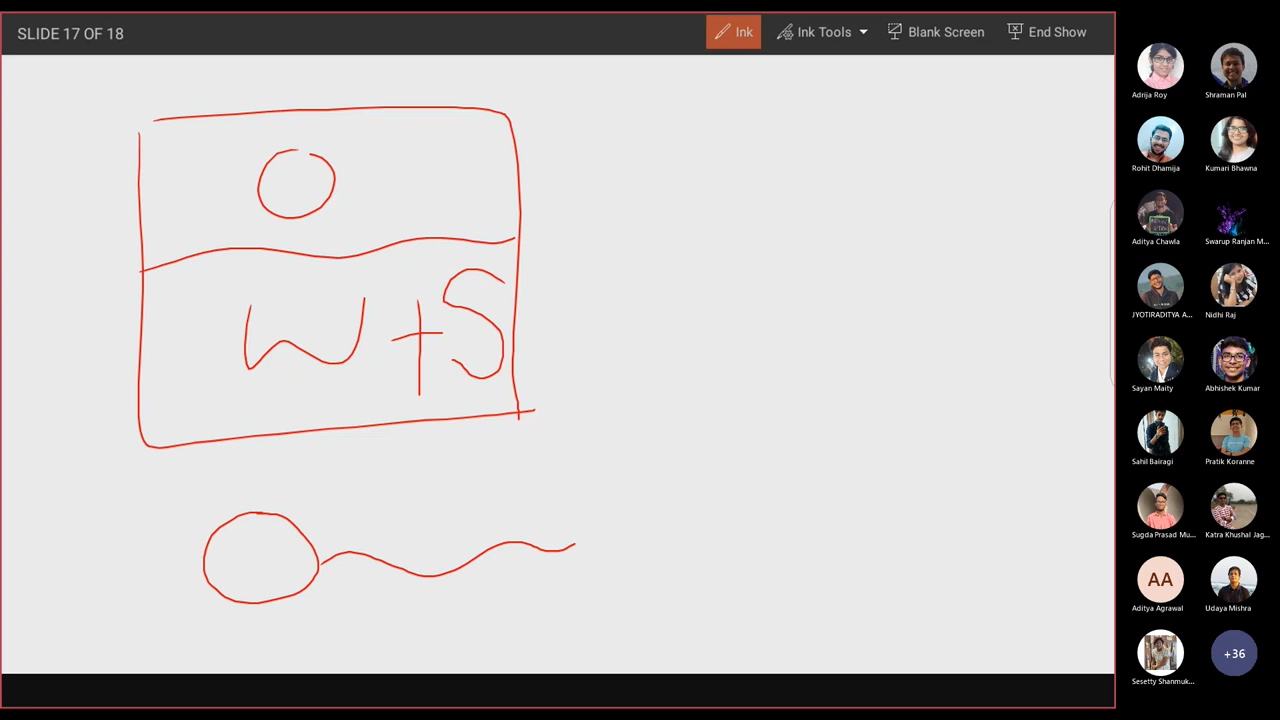 SLIDE 17 OF 18
Ink
Ink Tools
Blank Screen
End Show
O
W+S
Adrija Roy
Shraman Pal
Rohit Dhamija
Kumari Bhawna
Aditya Chawla
Swarup Ranjan M...
JYOTIRADITYA A...
Nidhi Raj
Sayan Maity
Abhishek Kumar
Sahil Bairagi
Pratik Koranne
Sugda Prasad Mu...
Katra Khushal Jag...
AA
Aditya Agrawal
Udaya Mishra
Sesetty Shanmuk...
+36